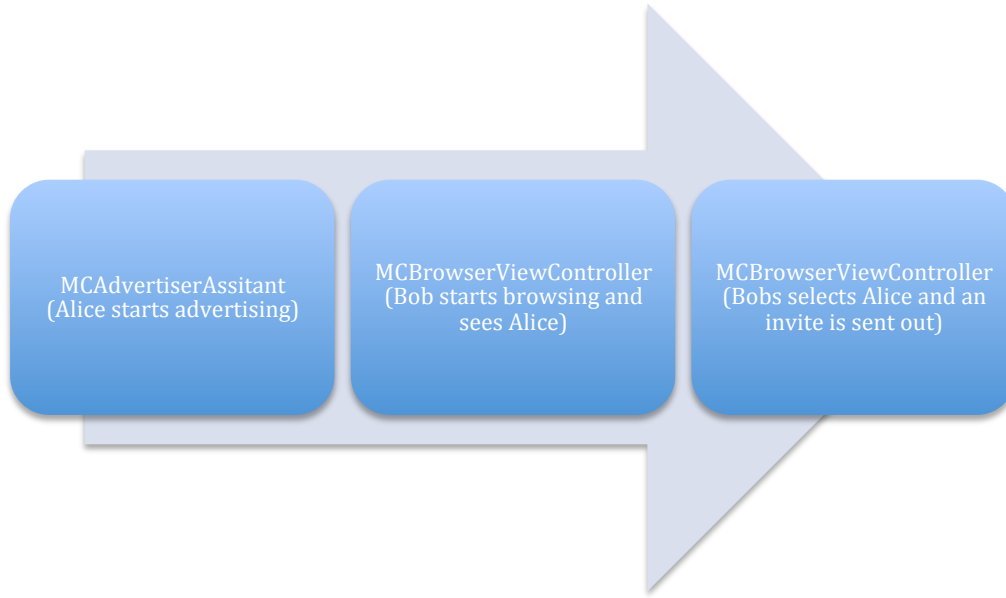 MCAdvertiserAssitant
(Alice starts advertising)
MCBrowserViewController
(Bob starts browsing and
sees Alice)
MCBrowserViewController
(Bobs selects Alice and an
invite is sent out)